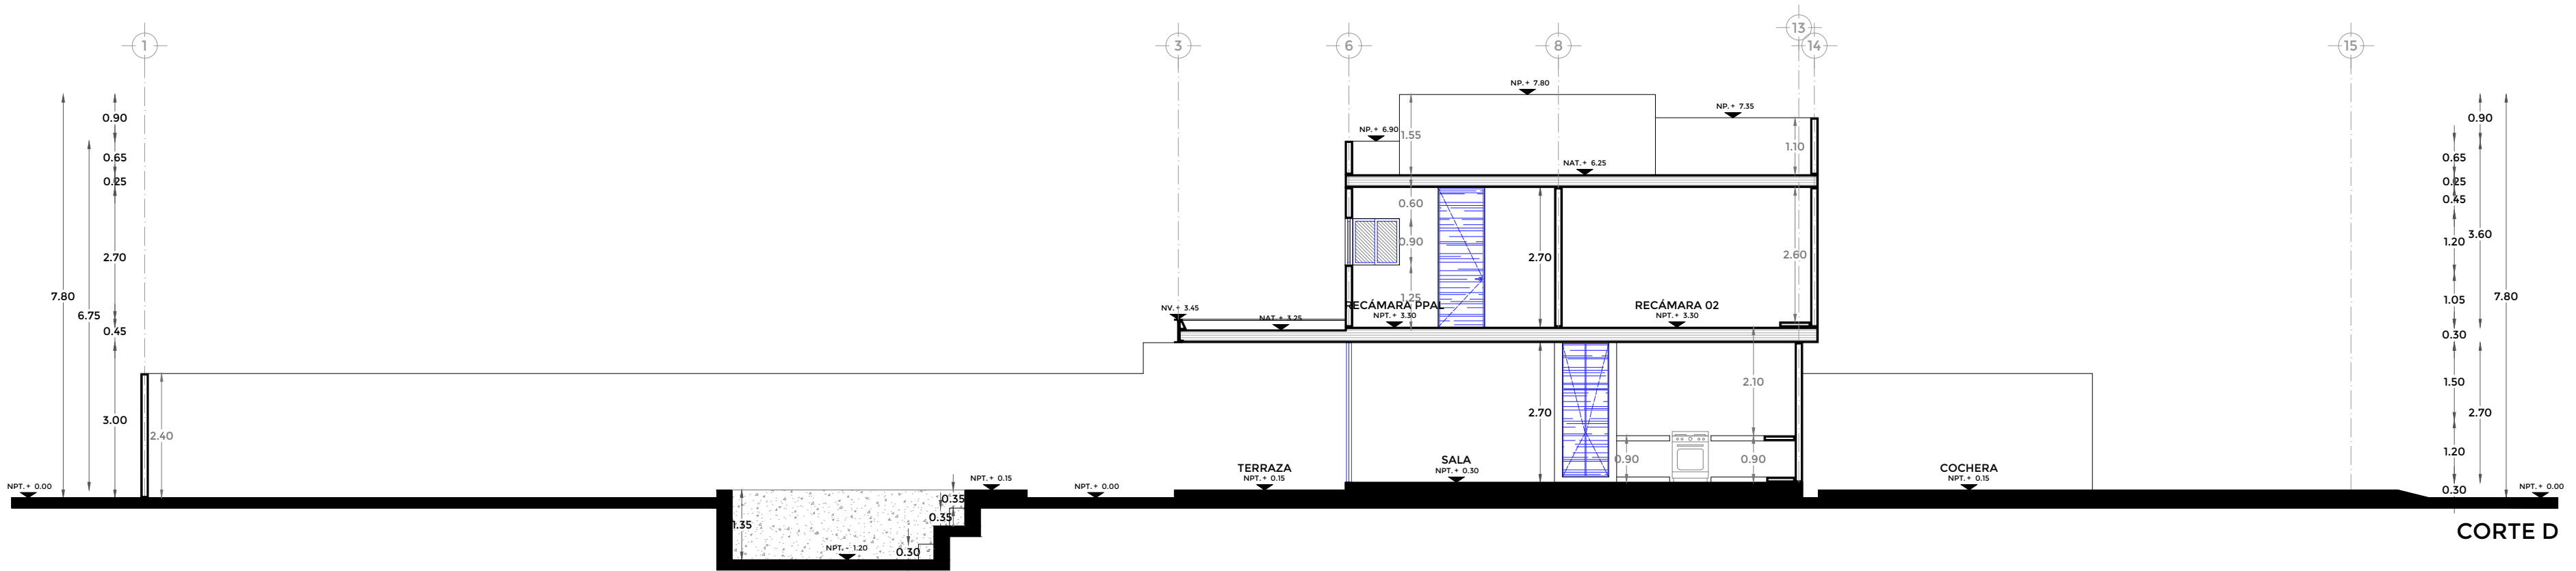 1
3
6
8
13
14
15
NP.+ 7.80
NP.+ 7.35
NP.+ 6.90
NAT.+ 6.25
0.90
0.65
0.25
2.70
0.45
3.00
6.75
7.80
2.40
1.55
1.10
0.60
0.90
1.25
2.70
2.60
RECÁMARA PPAL
NPT.+ 3.30
RECÁMARA 02
NPT.+ 3.30
NV.+ 3.45
NAT.+ 3.25
2.70
2.10
0.90
0.90
TERRAZA
NPT.+ 0.15
SALA
NPT.+ 0.30
COCHERA
NPT.+ 0.15
NPT.+ 0.00
NPT.+ 0.15
NPT.+ 0.00
0.35
0.35
1.35
NPT.- 1.20
0.30
0.90
0.65
0.25
0.45
1.20
3.60
1.05
7.80
0.30
1.50
2.70
1.20
0.30
NPT.+ 0.00
CORTE D